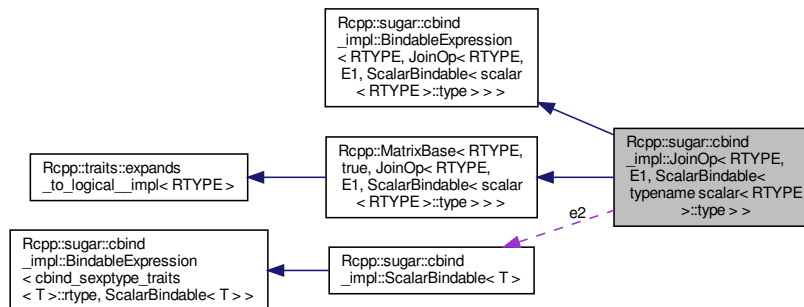 Rcpp::sugar::cbind
_impl::BindableExpression
< RTYPE, JoinOp< RTYPE,
E1, ScalarBindable< scalar
< RTYPE >::type > > >
Rcpp::traits::expands
_to_logical__impl< RTYPE >
Rcpp::MatrixBase< RTYPE,
true, JoinOp< RTYPE,
E1, ScalarBindable< scalar
< RTYPE >::type > > >
Rcpp::sugar::cbind
_impl::JoinOp< RTYPE,
E1, ScalarBindable<
typename scalar< RTYPE
>::type > >
e2
Rcpp::sugar::cbind
_impl::BindableExpression
< cbind_sexptype_traits
< T >::rtype, ScalarBindable< T > >
Rcpp::sugar::cbind
_impl::ScalarBindable< T >